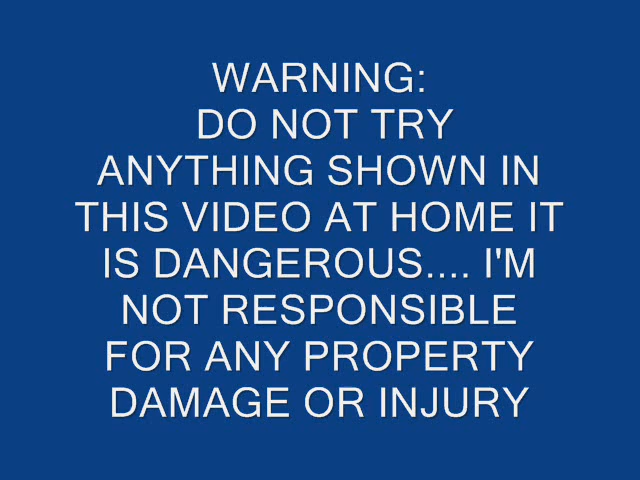 WARNING:
DO NOT TRY
ANYTHING SHOWN IN
THIS VIDEO AT HOME IT
IS DANGEROUS.... I'M
NOT RESPONSIBLE
FOR ANY PROPERTY
DAMAGE OR INJURY